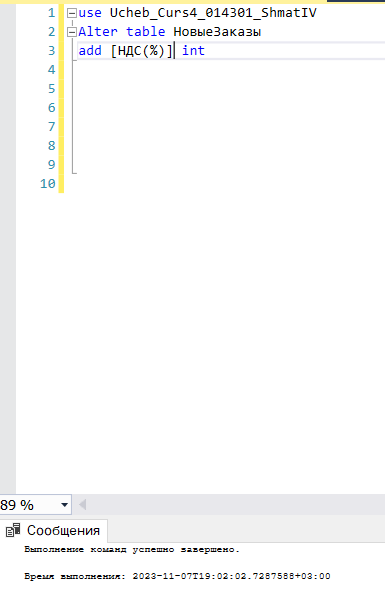 1 use Ucheb_Curs4_014301_ShmatIV
2 Alter table НовыеЗаказы
3 add [НДС(%)] int
4
5
6
7
8
9
10
89 %
Сообщения
Выполнение команд успешно завершено.
Время выполнения: 2023-11-07T19:02:02.7287588+03:00